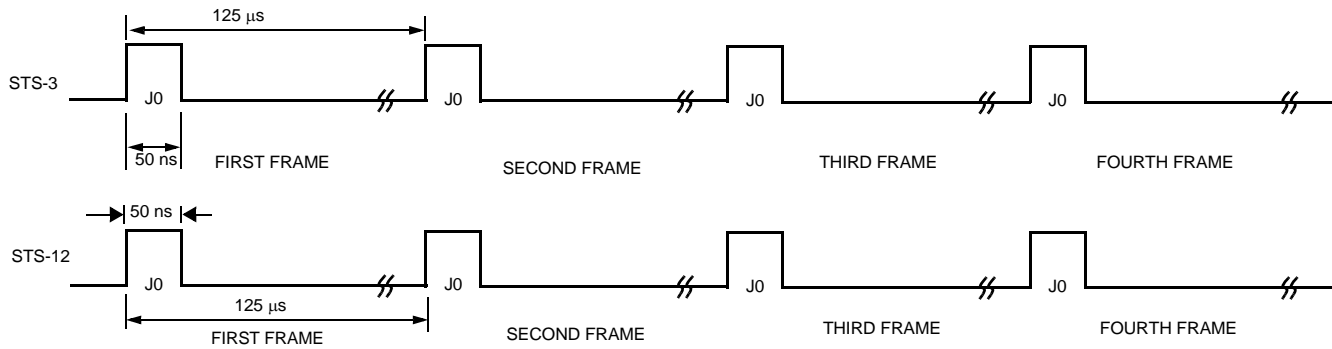 125 µs
STS-3
J0 J0 J0 J0
50 ns
FIRST FRAME SECOND FRAME THIRD FRAME FOURTH FRAME
50 ns
STS-12
J0 J0 J0 J0
125 µs
FIRST FRAME SECOND FRAME THIRD FRAME FOURTH FRAME